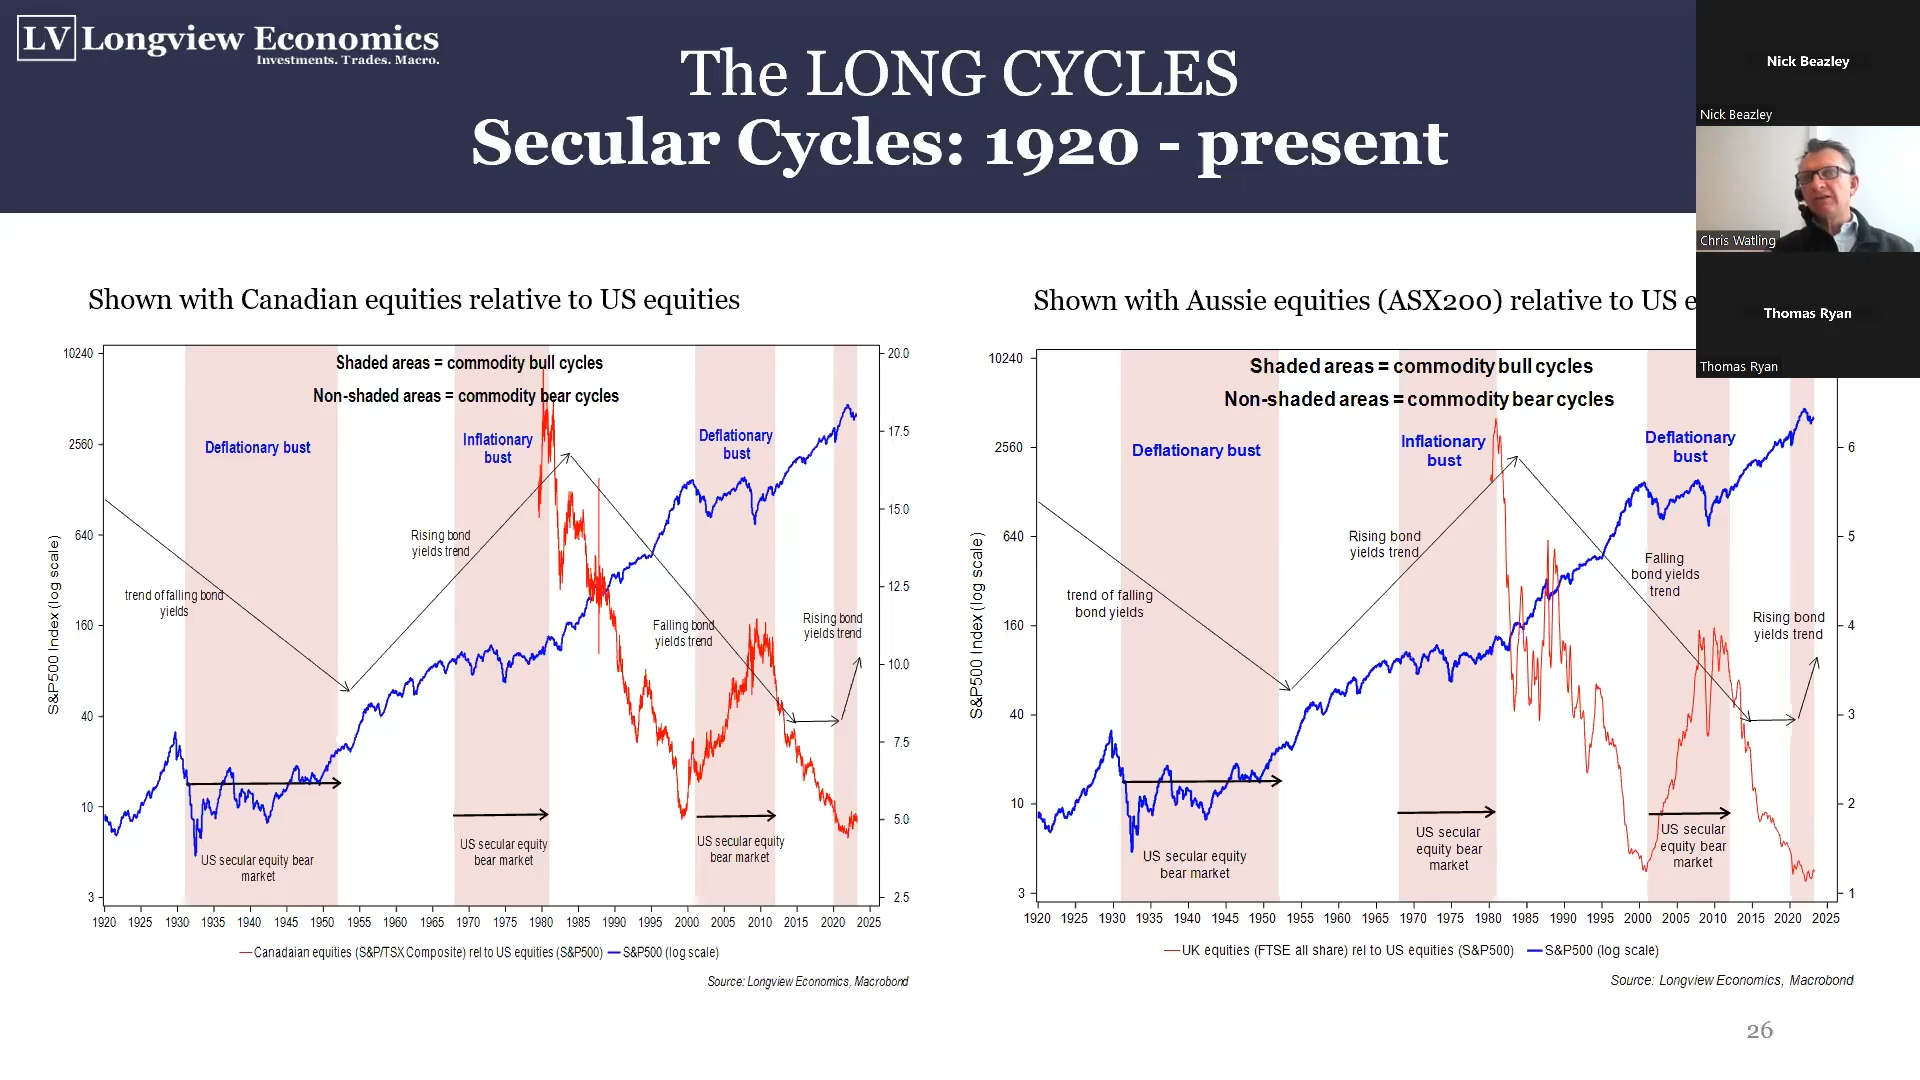 LV Longview Economics
Investments. Trades. Macro.
The LONG CYCLES
Secular Cycles: 1920 - present
Nick Beazley
Nick Beazley
Chris Watling
Thomas Ryan
Thomas Ryan
Shown with Canadian equities relative to US equities
Shaded areas = commodity bull cycles
Non-shaded areas = commodity bear cycles
Deflationary bust
Inflationary
bust
Deflationary
bust
trend of falling bond
yields
Rising bond
yields trend
Falling bond
yields trend
Rising bond
yields trend
US secular equity bear
market
US secular equity
bear market
US secular equity
bear market
S&P500 Index (log scale)
10240
2560
640
160
40
10
3
20.0
17.5
15.0
12.5
10.0
7.5
5.0
2.5
1920 1925 1930 1935 1940 1945 1950 1955 1960 1965 1970 1975 1980 1985 1990 1995 2000 2005 2010 2015 2020 2025
Canadaian equities (S&P/TSX Composite) rel to US equities (S&P500) S&P500 (log scale)
Source: Longview Economics, Macrobond
Shown with Aussie equities (ASX200) relative to US e
Shaded areas = commodity bull cycles
Non-shaded areas = commodity bear cycles
Deflationary bust
Inflationary
bust
Deflationary
bust
trend of falling
bond yields
Rising bond
yields trend
Falling
bond yields
trend
Rising bond
yields trend
US secular equity
bear market
US secular
equity bear
market
US secular
equity bear
market
S&P500 Index (log scale)
10240
2560
640
160
40
10
3
6
5
4
3
2
1
1920 1925 1930 1935 1940 1945 1950 1955 1960 1965 1970 1975 1980 1985 1990 1995 2000 2005 2010 2015 2020 2025
UK equities (FTSE all share) rel to US equities (S&P500) S&P500 (log scale)
Source: Longview Economics, Macrobond
26